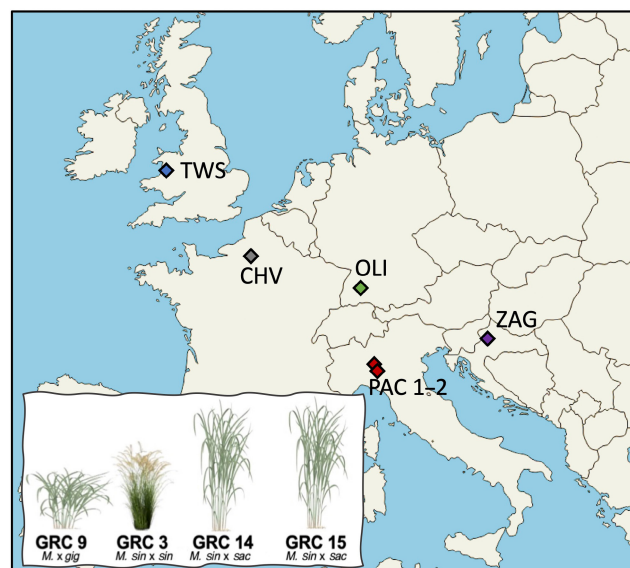 TWS
CHV
OLI
ZAG
PAC 1–2
GRC 9 GRC 3 GRC 14 GRC 15
M. x gig M. sin x sin M. sin x sac M. sin x sac